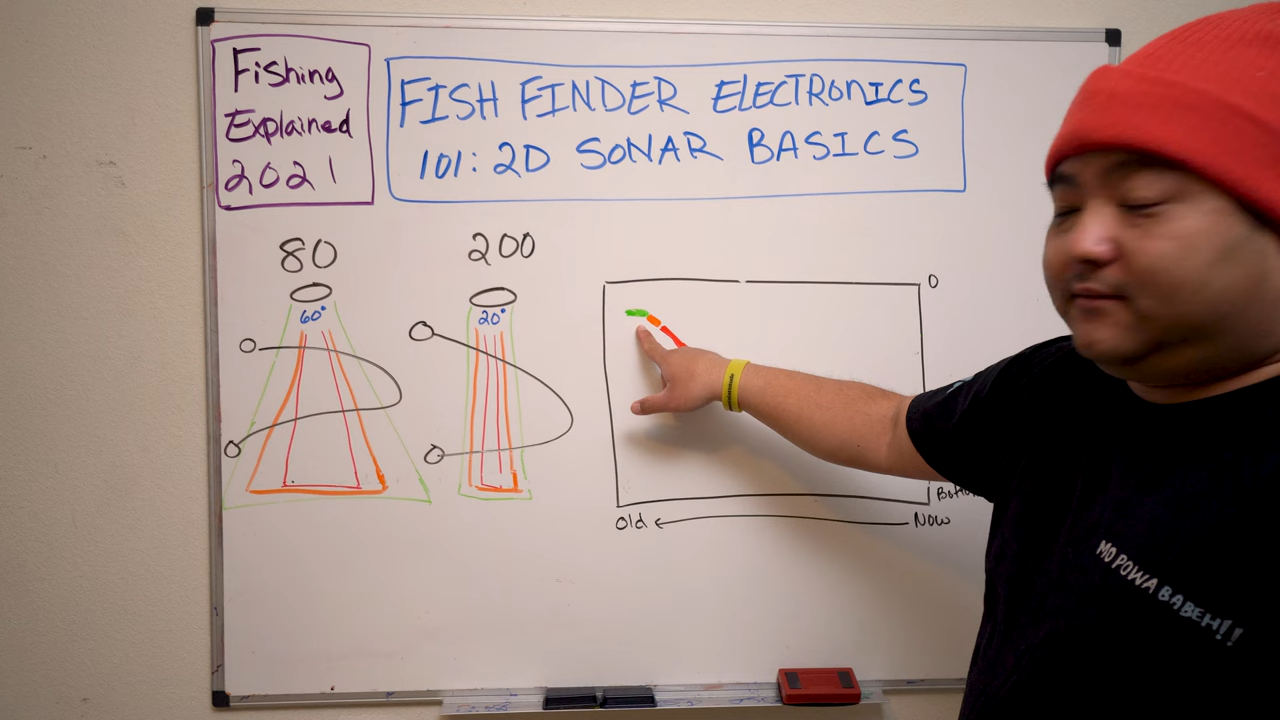 Fishing
Explained
2021
FISH FINDER ELECTRONICS
101: 2D SONAR BASICS
80
200
60°
20°
0
Old
Now
MO POWA BABEH!!